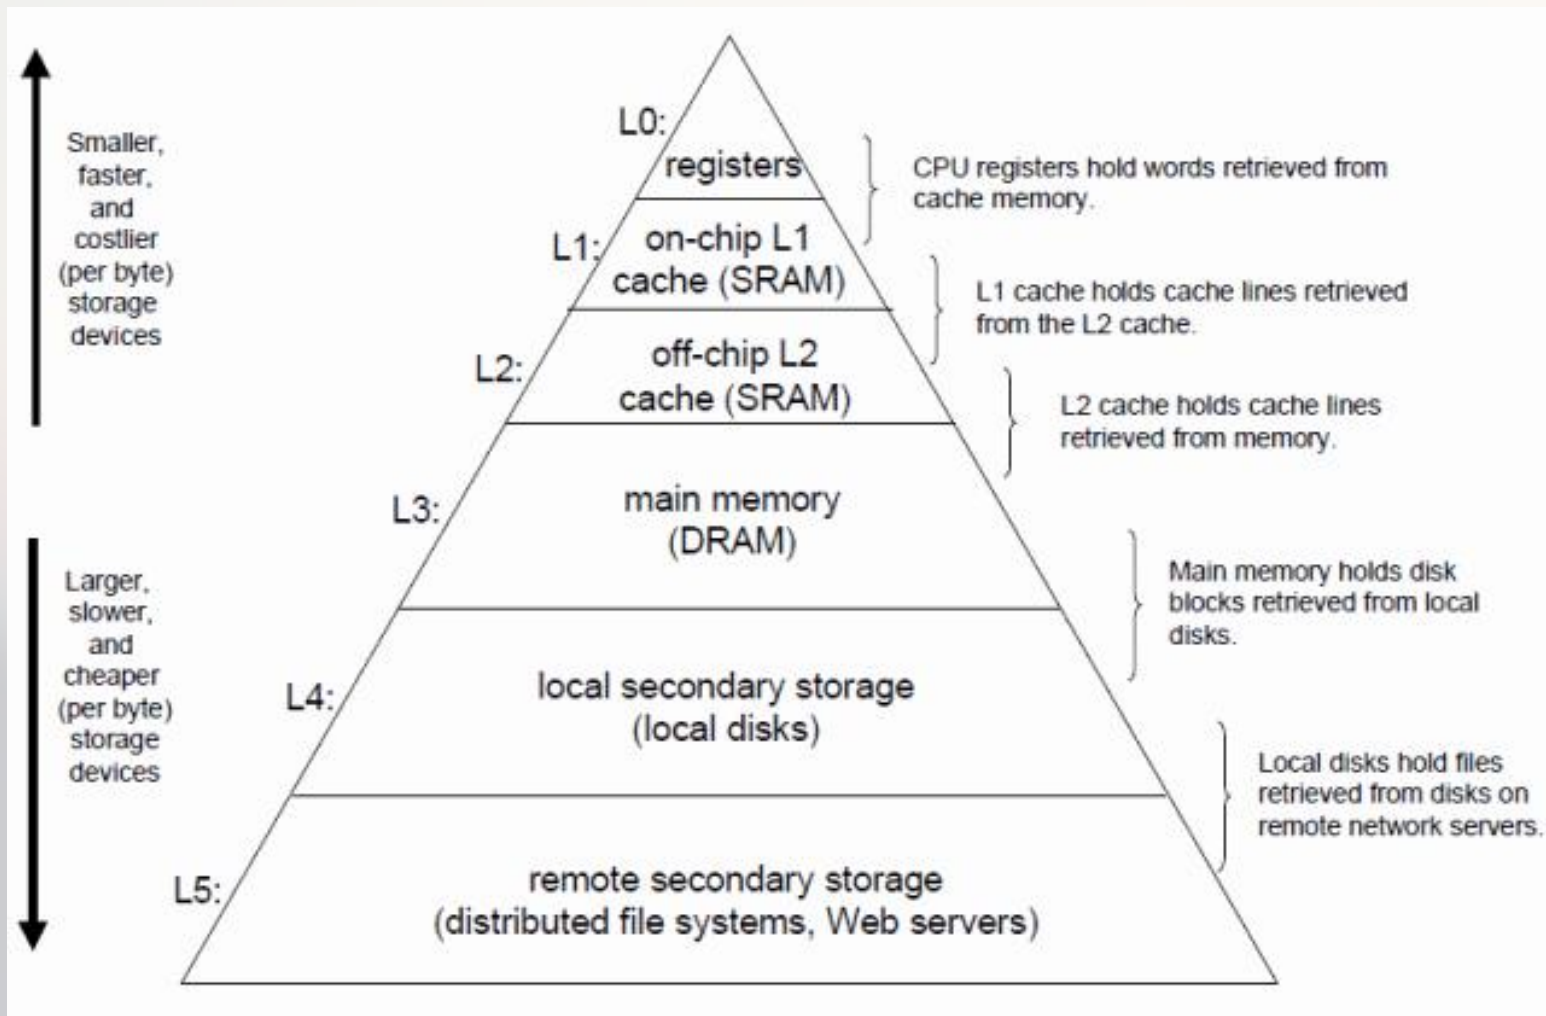 Smaller,
faster,
and
costlier
(per byte)
storage
devices
Larger,
slower,
and
cheaper
(per byte)
storage
devices
L0:
registers
L1:
on-chip L1
cache (SRAM)
L2:
off-chip L2
cache (SRAM)
L3:
main memory
(DRAM)
L4:
local secondary storage
(local disks)
L5:
remote secondary storage
(distributed file systems, Web servers)
CPU registers hold words retrieved from
cache memory.
L1 cache holds cache lines retrieved
from the L2 cache.
L2 cache holds cache lines
retrieved from memory.
Main memory holds disk
blocks retrieved from local
disks.
Local disks hold files
retrieved from disks on
remote network servers.